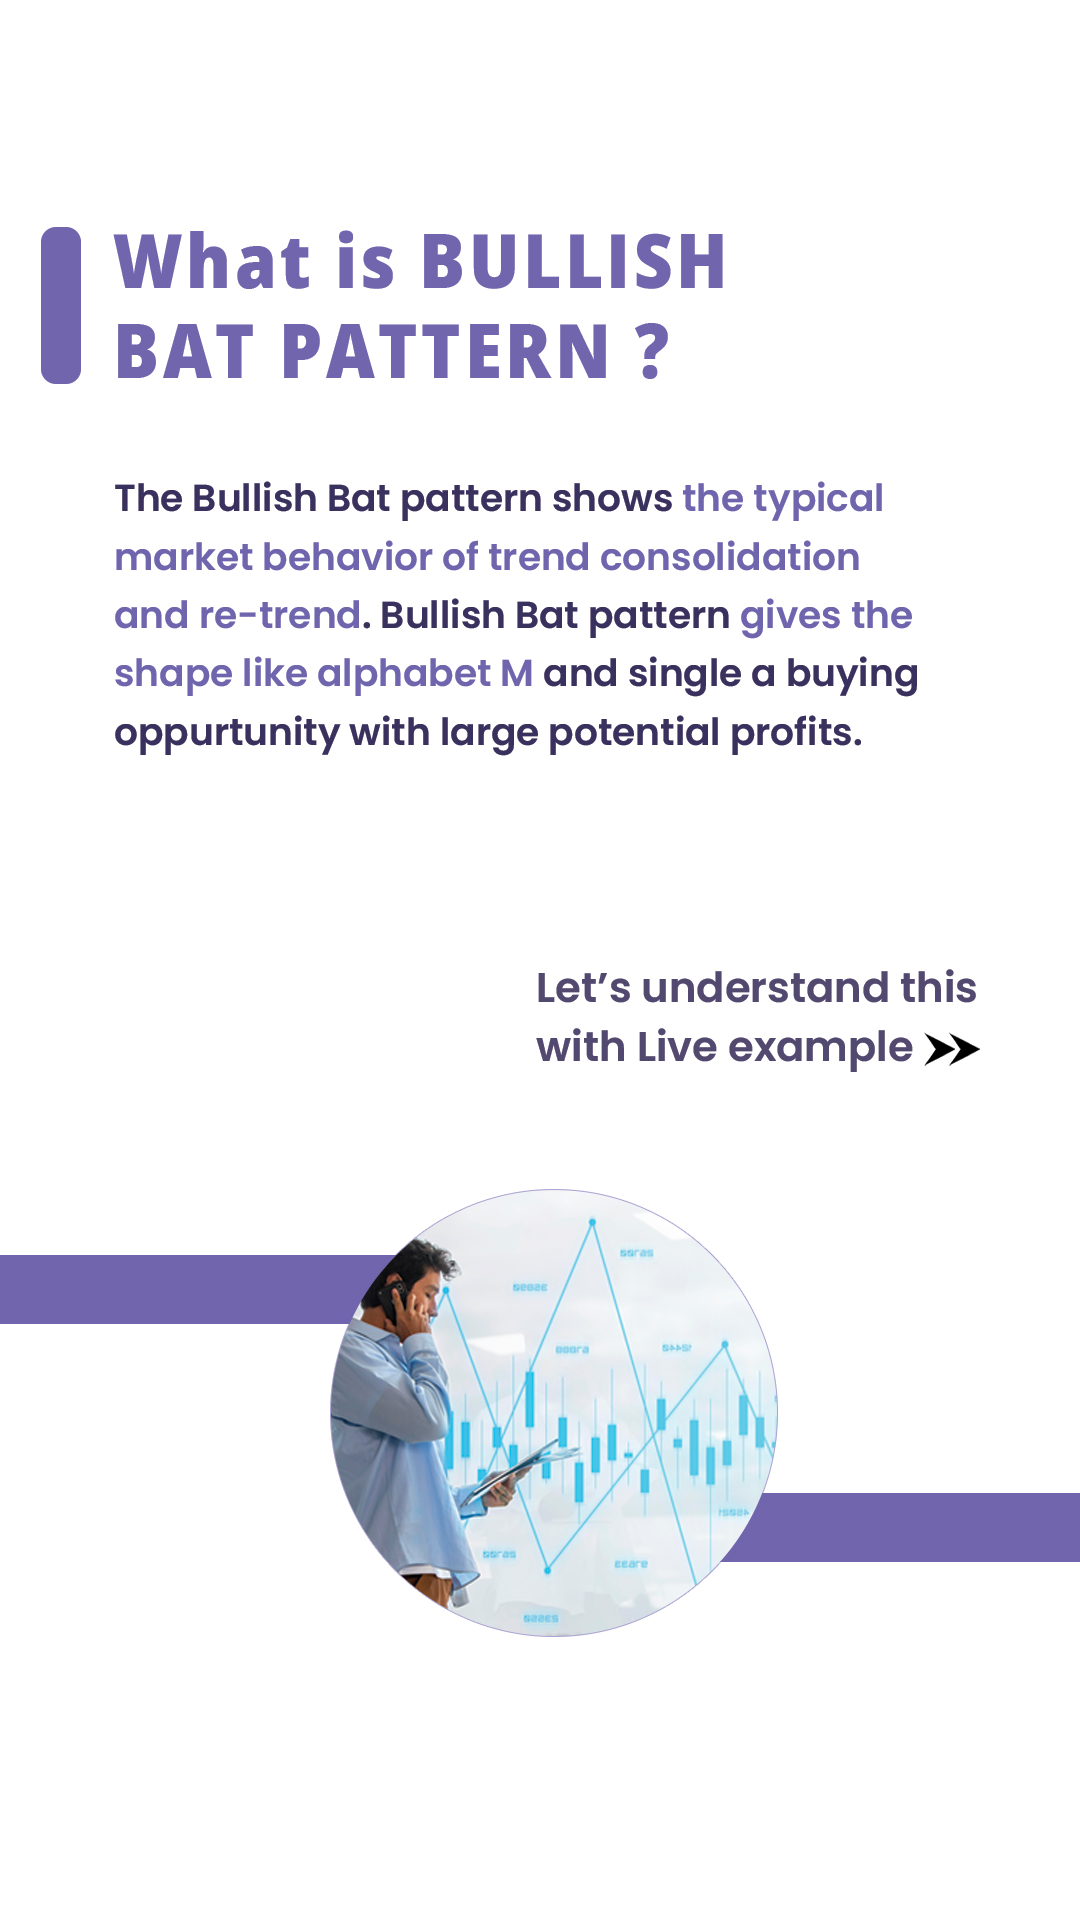 What is BULLISH
BAT PATTERN ?
The Bullish Bat pattern shows the typical
market behavior of trend consolidation
and re-trend. Bullish Bat pattern gives the
shape like alphabet M and single a buying
oppurtunity with large potential profits.
Let’s understand this
with Live example